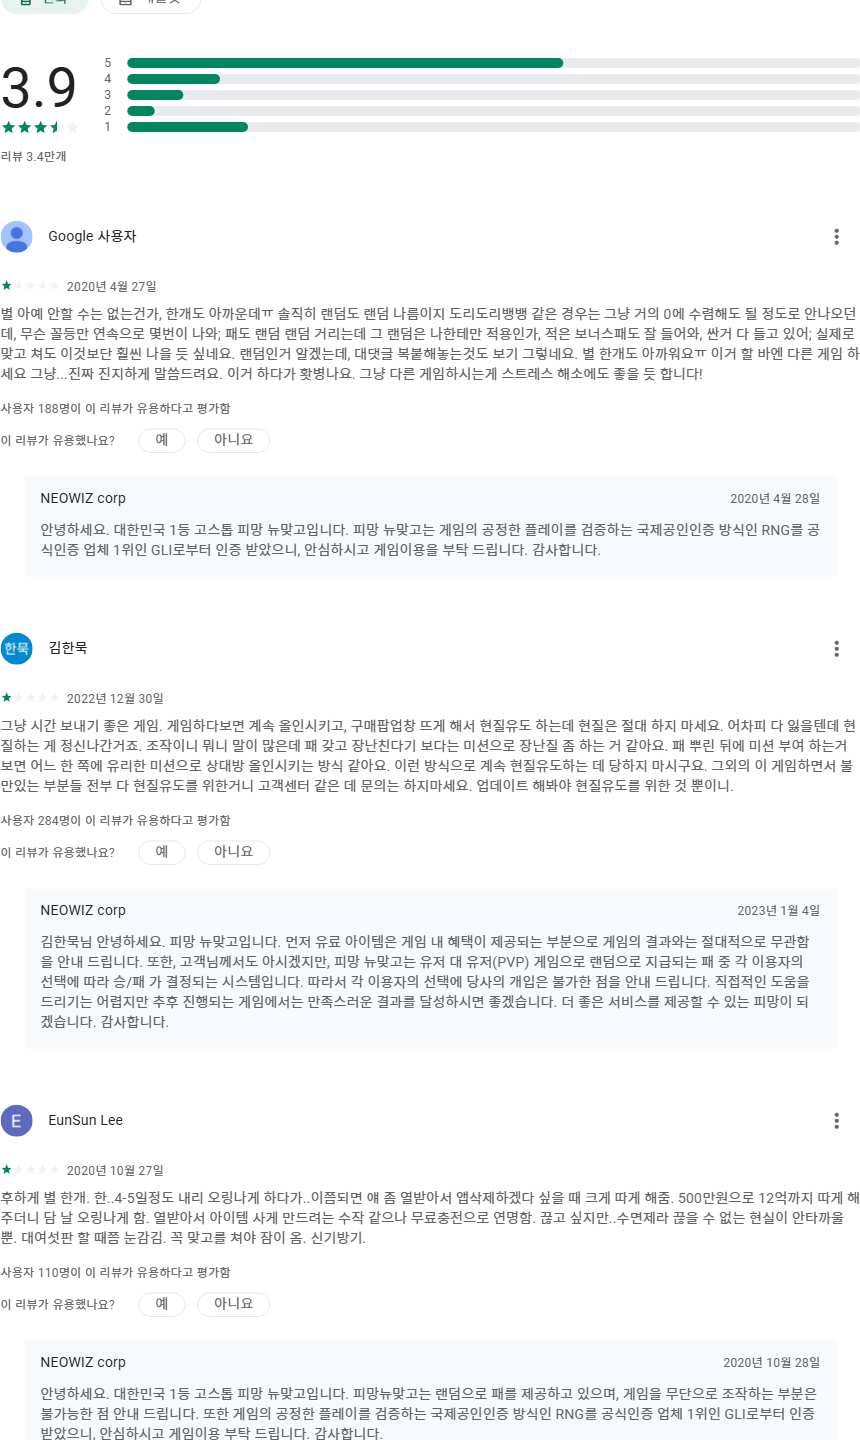 5
4
3
2
1
3.9
리뷰 3.4만개
Google 사용자
2020년 4월 27일
별 아예 안할 수는 없는건가, 한개도 아까운데ㅠ 솔직히 랜덤도 랜덤 나름이지 도리도리뱅뱅 같은 경우는 그냥 거의 0에 수렴해도 될 정도로 안나오던
데, 무슨 꼴등만 연속으로 몇번이 나와; 패도 랜덤 랜덤 거리는데 그 랜덤은 나한테만 적용인가, 적은 보너스패도 잘 들어와, 싼거 다 들고 있어; 실제로
맞고 쳐도 이것보단 훨씬 나을 듯 싶네요. 랜덤인거 알겠는데, 대댓글 복붙해놓는것도 보기 그렇네요. 별 한개도 아까워요ㅠ 이거 할 바엔 다른 게임 하
세요 그냥...진짜 진지하게 말씀드려요. 이거 하다가 홧병나요. 그냥 다른 게임하시는게 스트레스 해소에도 좋을 듯 합니다!
사용자 188명이 이 리뷰가 유용하다고 평가함
이 리뷰가 유용했나요? 예 아니요
NEOWIZ corp 2020년 4월 28일
안녕하세요. 대한민국 1등 고스톱 피망 뉴맞고입니다. 피망 뉴맞고는 게임의 공정한 플레이를 검증하는 국제공인인증 방식인 RNG를 공
식인증 업체 1위인 GLI로부터 인증 받았으니, 안심하시고 게임이용을 부탁 드립니다. 감사합니다.
한묵 김한묵
2022년 12월 30일
그냥 시간 보내기 좋은 게임. 게임하다보면 계속 올인시키고, 구매팝업창 뜨게 해서 현질유도 하는데 현질은 절대 하지 마세요. 어차피 다 잃을텐데 현
질하는 게 정신나간거죠. 조작이니 뭐니 말이 많은데 패 갖고 장난친다기 보다는 미션으로 장난질 좀 하는 거 같아요. 패 뿌린 뒤에 미션 부여 하는거
보면 어느 한 쪽에 유리한 미션으로 상대방 올인시키는 방식 같아요. 이런 방식으로 계속 현질유도하는 데 당하지 마시구요. 그외의 이 게임하면서 불
만있는 부분들 전부 다 현질유도를 위한거니 고객센터 같은 데 문의는 하지마세요. 업데이트 해봐야 현질유도를 위한 것 뿐이니.
사용자 284명이 이 리뷰가 유용하다고 평가함
이 리뷰가 유용했나요? 예 아니요
NEOWIZ corp 2023년 1월 4일
김한묵님 안녕하세요. 피망 뉴맞고입니다. 먼저 유료 아이템은 게임 내 혜택이 제공되는 부분으로 게임의 결과와는 절대적으로 무관함
을 안내 드립니다. 또한, 고객님께서도 아시겠지만, 피망 뉴맞고는 유저 대 유저(PVP) 게임으로 랜덤으로 지급되는 패 중 각 이용자의
선택에 따라 승/패 가 결정되는 시스템입니다. 따라서 각 이용자의 선택에 당사의 개입은 불가한 점을 안내 드립니다. 직접적인 도움을
드리기는 어렵지만 추후 진행되는 게임에서는 만족스러운 결과를 달성하시면 좋겠습니다. 더 좋은 서비스를 제공할 수 있는 피망이 되
겠습니다. 감사합니다.
E EunSun Lee
2020년 10월 27일
후하게 별 한개. 한..4-5일정도 내리 오링나게 하다가..이쯤되면 얘 좀 열받아서 앱삭제하겠다 싶을 때 크게 따게 해줌. 500만원으로 12억까지 따게 해
주더니 담 날 오링나게 함. 열받아서 아이템 사게 만드려는 수작 같으나 무료충전으로 연명함. 끊고 싶지만..수면제라 끊을 수 없는 현실이 안타까울
뿐. 대여섯판 할 때쯤 눈감김. 꼭 맞고를 쳐야 잠이 옴. 신기방기.
사용자 110명이 이 리뷰가 유용하다고 평가함
이 리뷰가 유용했나요? 예 아니요
NEOWIZ corp 2020년 10월 28일
안녕하세요. 대한민국 1등 고스톱 피망 뉴맞고입니다. 피망뉴맞고는 랜덤으로 패를 제공하고 있으며, 게임을 무단으로 조작하는 부분은
불가능한 점 안내 드립니다. 또한 게임의 공정한 플레이를 검증하는 국제공인인증 방식인 RNG를 공식인증 업체 1위인 GLI로부터 인증
받았으니, 안심하시고 게임이용 부탁 드립니다. 감사합니다.